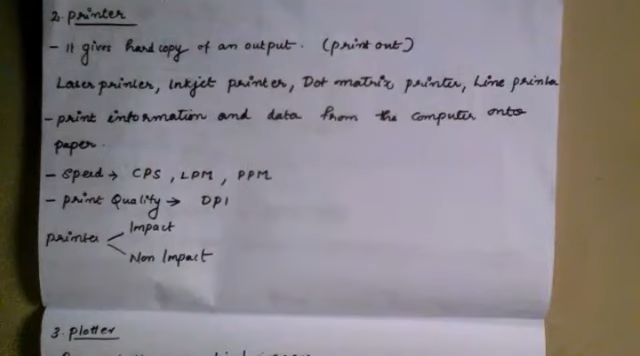 2. printer
- It gives hard copy of an output. (print out)
Laser printer, Inkjet printer, Dot matrix printer, Line printer
- print information and data from the computer onto
paper.
- speed → CPS, LPM, PPM
- print Quality → DPI
printer < Impact
Non Impact
3. plotter